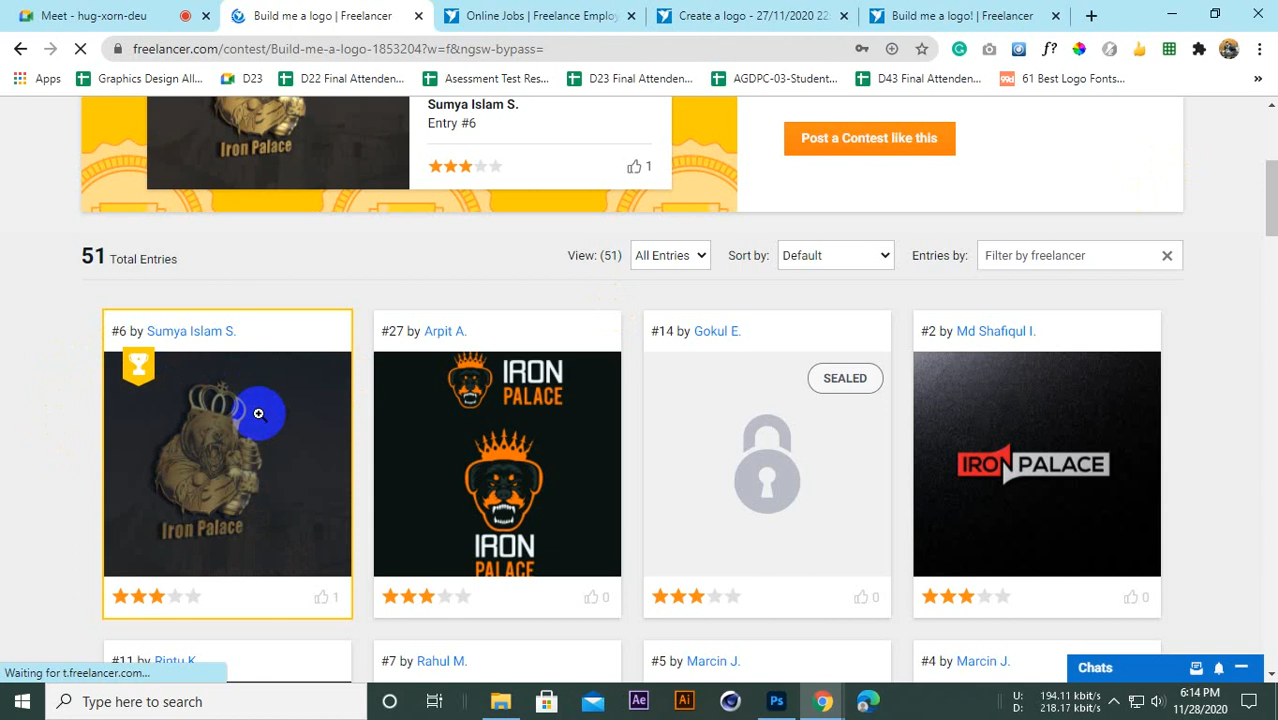 Meet - hug-xorn-deu
Build me a logo | Freelancer
Online Jobs | Freelance Employ
Create a logo - 27/11/2020 22
Build me a logo! | Freelancer
freelancer.com/contest/Build-me-a-logo-1853204?w=f&ngsw-bypass=
Apps
Graphics Design All...
D23
D22 Final Attenden...
Asessment Test Res...
D23 Final Attenden...
AGDPC-03-Student...
D43 Final Attenden...
61 Best Logo Fonts...
Iron Palace
Sumya Islam S.
Entry #6
1
Post a Contest like this
51 Total Entries
View: (51) All Entries
Sort by: Default
Entries by: Filter by freelancer
#6 by Sumya Islam S.
#27 by Arpit A.
#14 by Gokul E.
#2 by Md Shafiqul I.
Iron Palace
IRON
PALACE
IRON
PALACE
SEALED
IRON PALACE
1
0
0
0
#11 by Rintu K.
#7 by Rahul M.
#5 by Marcin J.
#4 by Marcin J.
Chats
Waiting for t.freelancer.com...
Type here to search
U: 194.11 kbit/s
D: 218.17 kbit/s
6:14 PM
11/28/2020